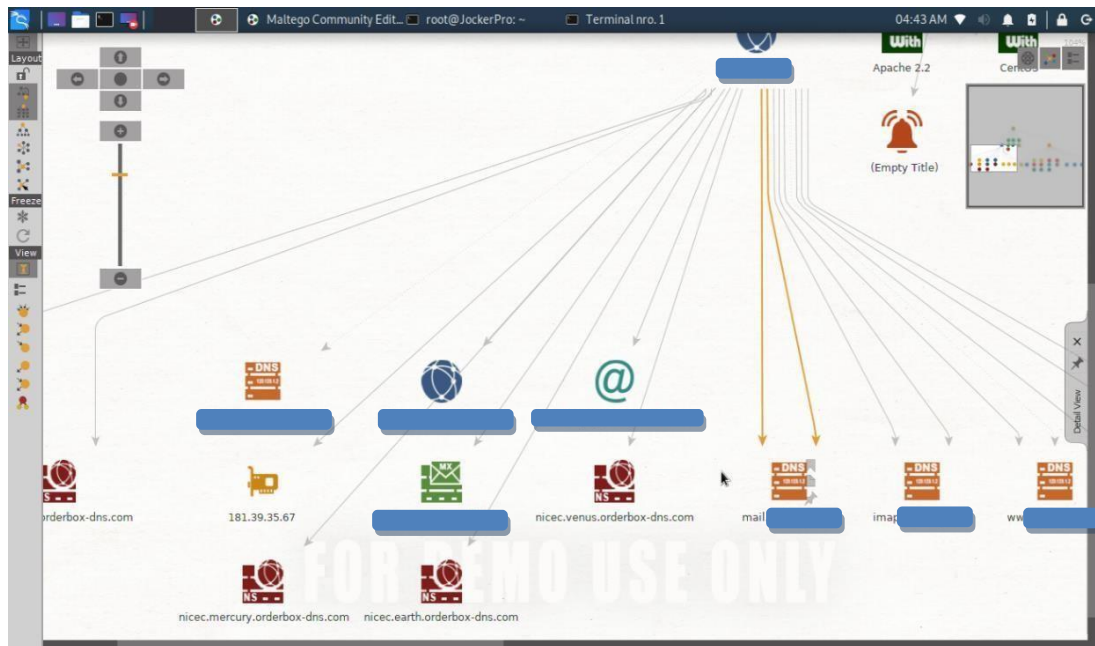 Maltego Community Edit...
root@JockerPro: ~
Terminal nro. 1
04:43 AM
Layout
Freeze
View
With
Apache 2.2
With
(Empty Title)
Detail View
DNS
@
MX
NS
181.39.35.67
NS
nicec.venus.orderbox-dns.com
DNS
mail
DNS
imap
DNS
ww
orderbox-dns.com
NS
nicec.mercury.orderbox-dns.com
NS
nicec.earth.orderbox-dns.com
FOR DEMO USE ONLY